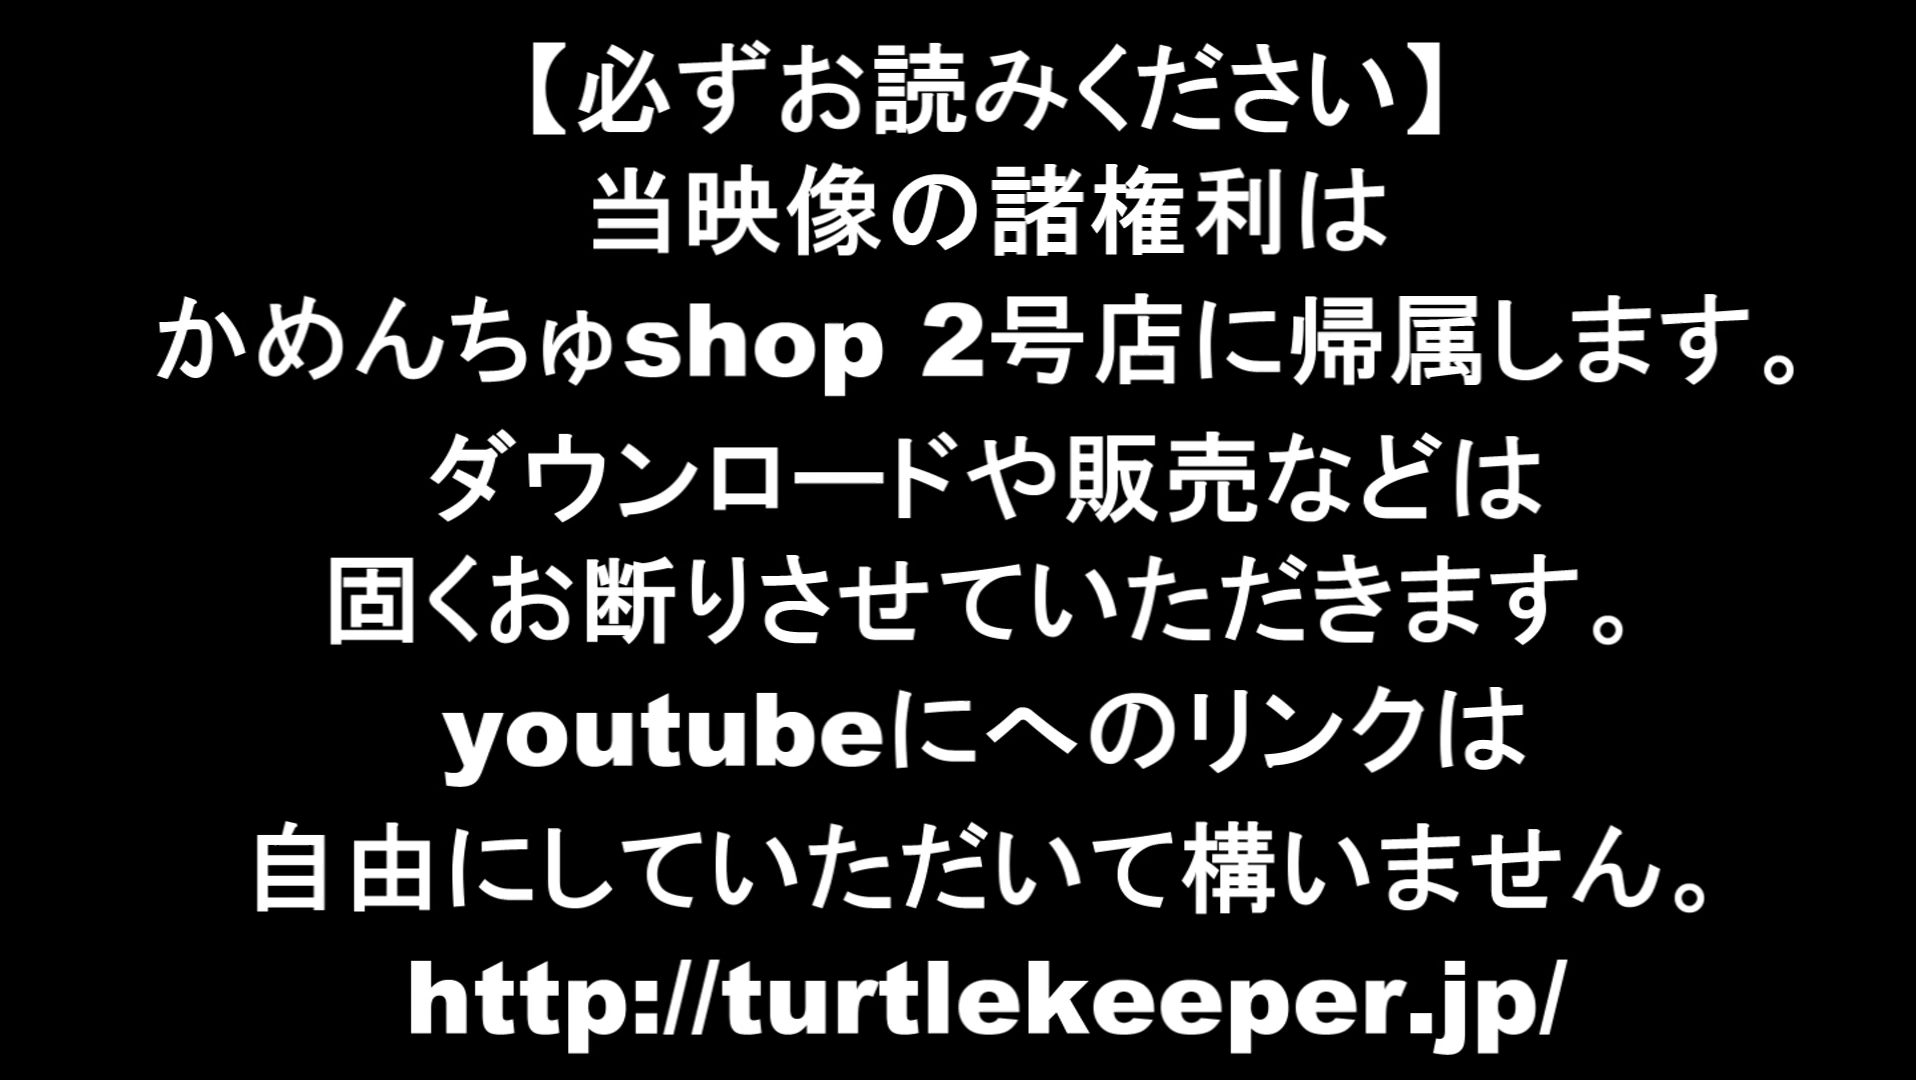 【必ずお読みください】
当映像の諸権利は
かめんちゅshop 2号店に帰属します。
ダウンロードや販売などは
固くお断りさせていただきます。
youtubeにへのリンクは
自由にしていただいて構いません。
http://turtlekeeper.jp/